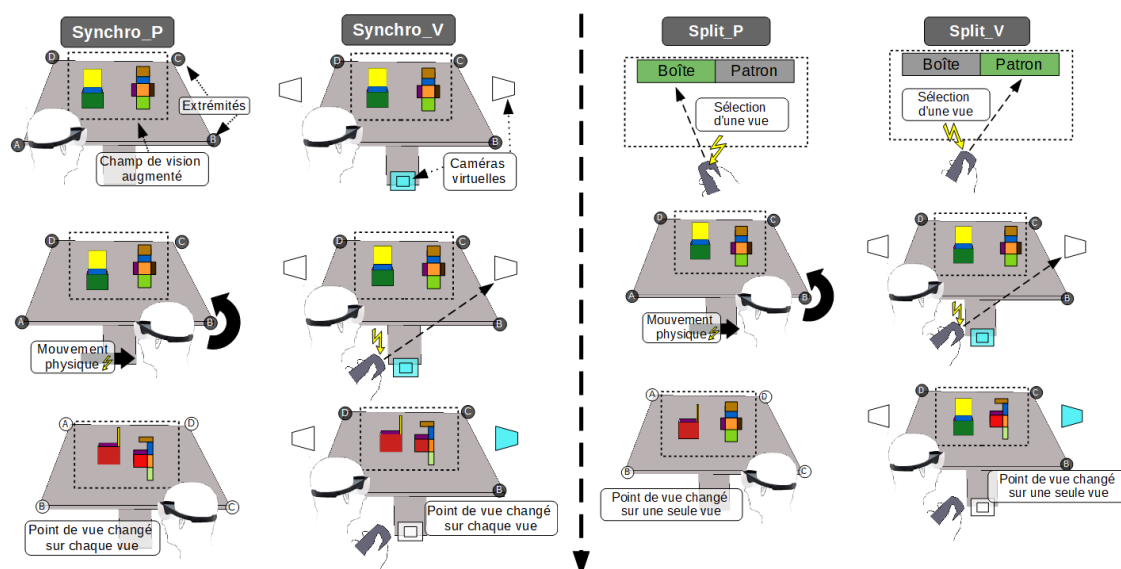 Synchro_P
Synchro_V
Split_P
Split_V
D
C
Extrémités
A
B
Champ de vision
augmenté
D
C
B
Caméras
virtuelles
Boîte
Patron
Sélection
d'une vue
Boîte
Patron
Sélection
d'une vue
D
C
A
B
Mouvement
physique
D
C
B
D
C
A
B
Mouvement
physique
D
C
B
A
D
B
C
Point de vue changé
sur chaque vue
D
C
B
Point de vue changé
sur chaque vue
A
D
B
C
Point de vue changé
sur une seule vue
D
C
B
Point de vue changé
sur une seule vue